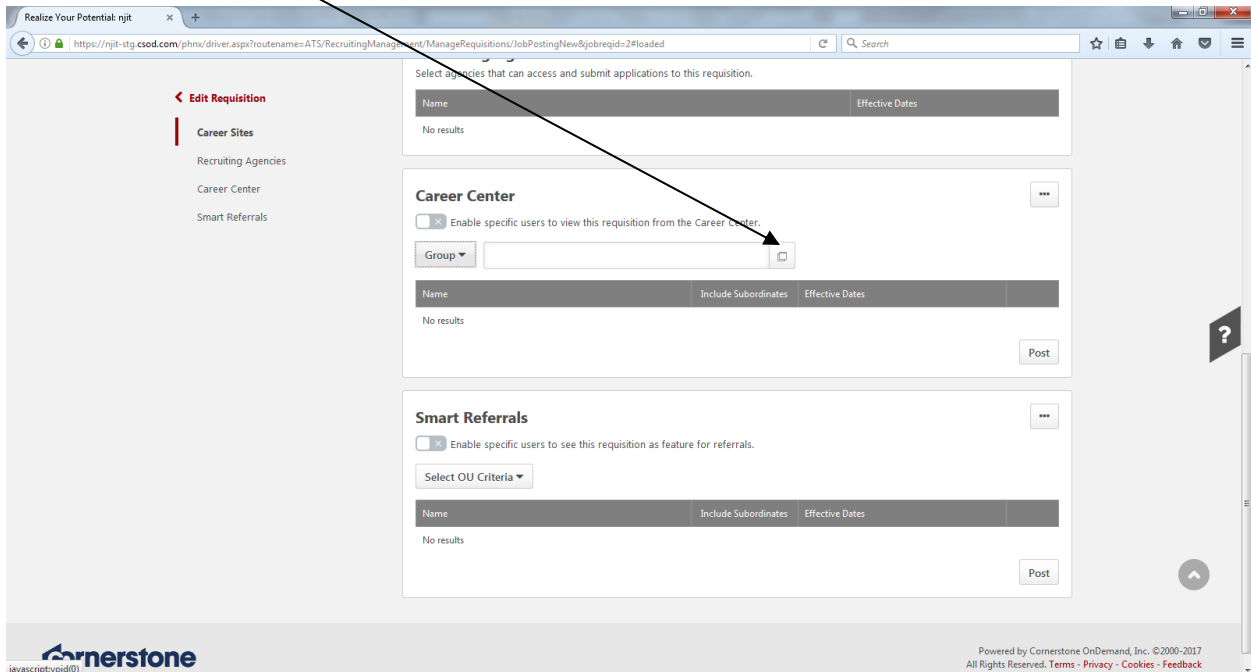 Realize Your Potential: njit × +
https://njit-stg.csod.com/phnx/driver.aspx?routename=ATS/RecruitingManagement/ManageRequisitions/JobPostingNew&jobreqid=2#loaded
Search
Select agencies that can access and submit applications to this requisition.
Edit Requisition
Name Effective Dates
No results
Career Sites
Recruiting Agencies
Career Center
Smart Referrals
Career Center
Enable specific users to view this requisition from the Career Center.
Group
Name Include Subordinates Effective Dates
No results
Post
?
Smart Referrals
Enable specific users to see this requisition as feature for referrals.
Select OU Criteria
Name Include Subordinates Effective Dates
No results
Post
Cornerstone
javascript:void(0)
Powered by Cornerstone OnDemand, Inc. ©2000-2017
All Rights Reserved. Terms - Privacy - Cookies - Feedback